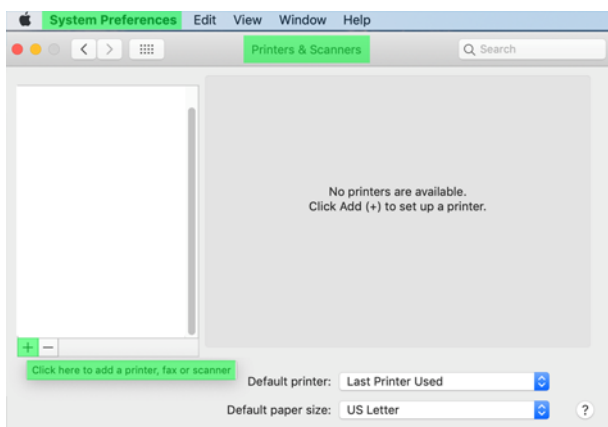 System Preferences Edit View Window Help
Printers & Scanners
Search
No printers are available.
Click Add (+) to set up a printer.
+ −
Click here to add a printer, fax or scanner
Default printer: Last Printer Used
Default paper size: US Letter ?